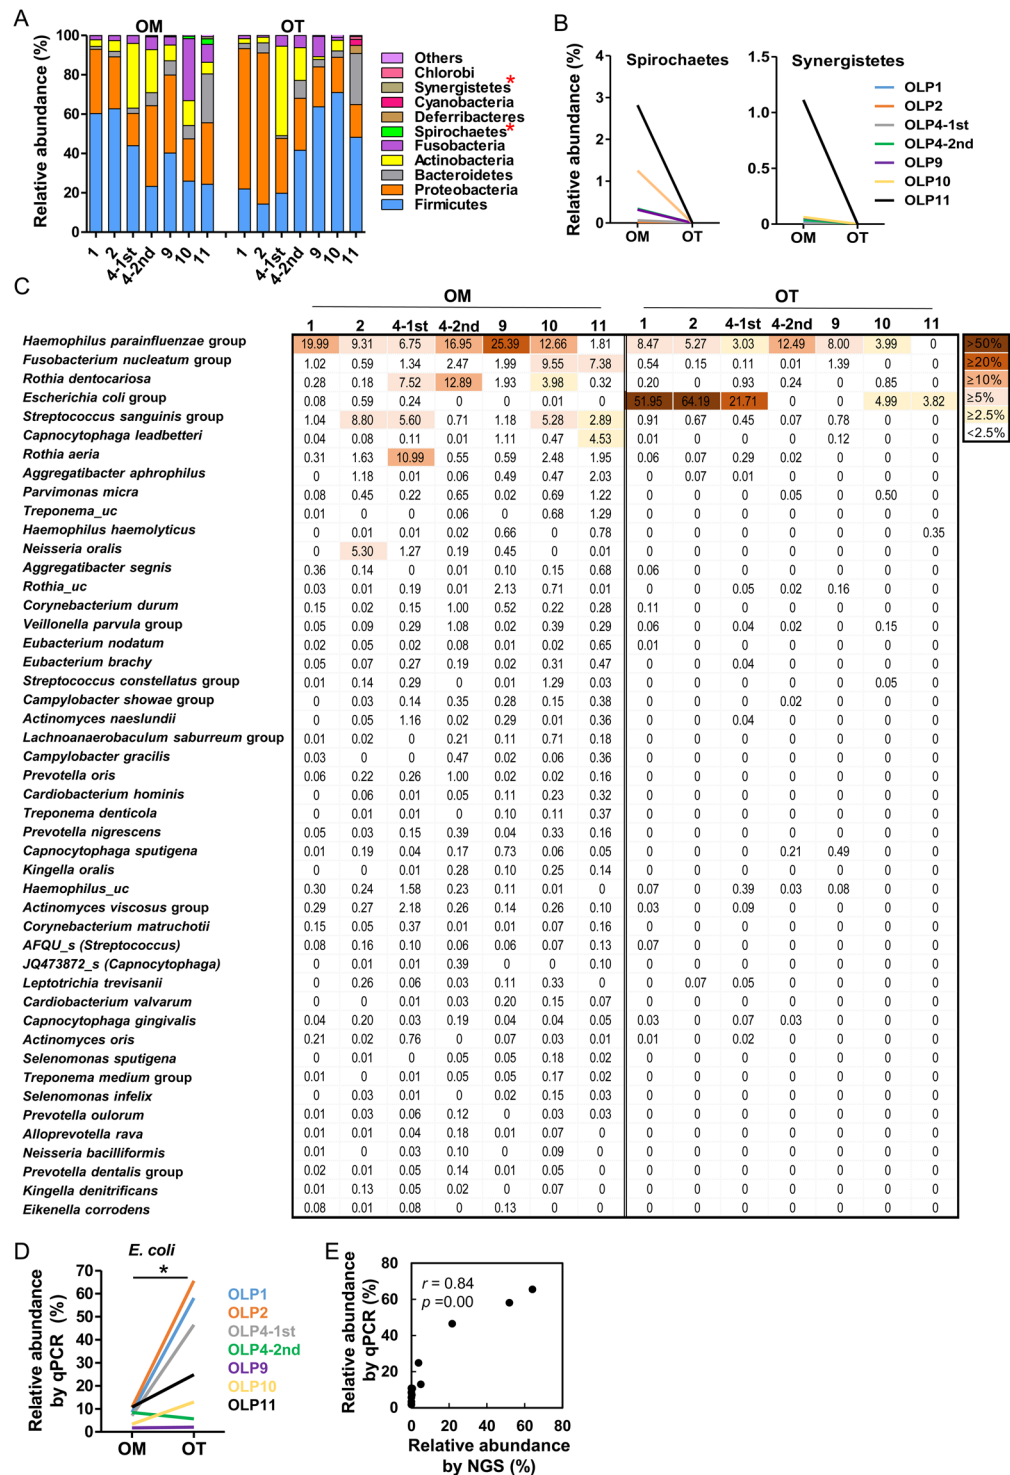 A
OM
OT
Relative abundance (%)
100
80
60
40
20
0
1
2
4-1st
4-2nd
9
10
11
1
2
4-1st
4-2nd
9
10
11
Others
Chlorobi
Synergistetes*
Cyanobacteria
Deferribacteres
Spirochaetes*
Fusobacteria
Actinobacteria
Bacteroidetes
Proteobacteria
Firmicutes
B
Relative abundance (%)
4
3
2
1
0
Spirochaetes
OM
OT
1.5
1.0
0.5
0
Synergistetes
OM
OT
OLP1
OLP2
OLP4-1st
OLP4-2nd
OLP9
OLP10
OLP11
C
OM OT
1 2 4-1st 4-2nd 9 10 11 1 2 4-1st 4-2nd 9 10 11
Haemophilus parainfluenzae group 19.99 9.31 6.75 16.95 25.39 12.66 1.81 8.47 5.27 3.03 12.49 8.00 3.99 0
Fusobacterium nucleatum group 1.02 0.59 1.34 2.47 1.99 9.55 7.38 0.54 0.15 0.11 0.01 1.39 0 0
Rothia dentocariosa 0.28 0.18 7.52 12.89 1.93 3.98 0.32 0.20 0 0.93 0.24 0 0.85 0
Escherichia coli group 0.08 0.59 0.24 0 0 0.01 0 51.95 64.19 21.71 0 0 4.99 3.82
Streptococcus sanguinis group 1.04 8.80 5.60 0.71 1.18 5.28 2.89 0.91 0.67 0.45 0.07 0.78 0 0
Capnocytophaga leadbetteri 0.04 0.08 0.11 0.01 1.11 0.47 4.53 0.01 0 0 0 0.12 0 0
Rothia aeria 0.31 1.63 10.99 0.55 0.59 2.48 1.95 0.06 0.07 0.29 0.02 0 0 0
Aggregatibacter aphrophilus 0 1.18 0.01 0.06 0.49 0.47 2.03 0 0.07 0.01 0 0 0 0
Parvimonas micra 0.08 0.45 0.22 0.65 0.02 0.69 1.22 0 0 0 0.05 0 0.50 0
Treponema_uc 0.01 0 0 0.06 0 0.68 1.29 0 0 0 0 0 0 0
Haemophilus haemolyticus 0 0.01 0.01 0.02 0.66 0 0.78 0 0 0 0 0 0 0.35
Neisseria oralis 0 5.30 1.27 0.19 0.45 0 0.01 0 0 0 0 0 0 0
Aggregatibacter segnis 0.36 0.14 0 0.01 0.10 0.15 0.68 0.06 0 0 0 0 0 0
Rothia_uc 0.03 0.01 0.19 0.01 2.13 0.71 0.01 0 0 0.05 0.02 0.16 0 0
Corynebacterium durum 0.15 0.02 0.15 1.00 0.52 0.22 0.28 0.11 0 0 0 0 0 0
Veillonella parvula group 0.05 0.09 0.29 1.08 0.02 0.39 0.29 0.06 0 0.04 0.02 0 0.15 0
Eubacterium nodatum 0.02 0.05 0.02 0.08 0.01 0.02 0.65 0.01 0 0 0 0 0 0
Eubacterium brachy 0.05 0.07 0.27 0.19 0.02 0.31 0.47 0 0 0.04 0 0 0 0
Streptococcus constellatus group 0.01 0.14 0.29 0 0.01 1.29 0.03 0 0 0 0 0 0.05 0
Campylobacter showae group 0 0.03 0.14 0.35 0.28 0.15 0.38 0 0 0 0.02 0 0 0
Actinomyces naeslundii 0 0.05 1.16 0.02 0.29 0.01 0.36 0 0 0.04 0 0 0 0
Lachnoanaerobaculum saburreum group 0.01 0.02 0 0.21 0.11 0.71 0.18 0 0 0 0 0 0 0
Campylobacter gracilis 0.03 0 0 0.47 0.02 0.06 0.36 0 0 0 0 0 0 0
Prevotella oris 0.06 0.22 0.26 1.00 0.02 0.02 0.16 0 0 0 0 0 0 0
Cardiobacterium hominis 0 0.06 0.01 0.05 0.11 0.23 0.32 0 0 0 0 0 0 0
Treponema denticola 0 0.01 0.01 0 0.10 0.11 0.37 0 0 0 0 0 0 0
Prevotella nigrescens 0.05 0.03 0.15 0.39 0.04 0.33 0.16 0 0 0 0 0 0 0
Capnocytophaga sputigena 0.01 0.19 0.04 0.17 0.73 0.06 0.05 0 0 0 0.21 0.49 0 0
Kingella oralis 0 0 0.01 0.28 0.10 0.25 0.14 0 0 0 0 0 0 0
Haemophilus_uc 0.30 0.24 1.58 0.23 0.11 0.01 0 0.07 0 0.39 0.03 0.08 0 0
Actinomyces viscosus group 0.29 0.27 2.18 0.26 0.14 0.26 0.10 0.03 0 0.09 0 0 0 0
Corynebacterium matruchotii 0.15 0.05 0.37 0.01 0.01 0.07 0.16 0 0 0 0 0 0 0
AFQU_s (Streptococcus) 0.08 0.16 0.10 0.06 0.06 0.07 0.13 0.07 0 0 0 0 0 0
JQ473872_s (Capnocytophaga) 0 0.01 0.01 0.39 0 0 0.10 0 0 0 0 0 0 0
Leptotrichia trevisanii 0 0.26 0.06 0.03 0.11 0.33 0 0 0.07 0.05 0 0 0 0
Cardiobacterium valvarum 0 0 0.01 0.03 0.20 0.15 0.07 0 0 0 0 0 0 0
Capnocytophaga gingivalis 0.04 0.20 0.03 0.19 0.04 0.04 0.05 0.03 0 0.07 0.03 0 0 0
Actinomyces oris 0.21 0.02 0.76 0 0.07 0.03 0.01 0.01 0 0.02 0 0 0 0
Selenomonas sputigena 0 0.01 0 0.05 0.05 0.18 0.02 0 0 0 0 0 0 0
Treponema medium group 0.01 0 0.01 0.05 0.05 0.17 0.02 0 0 0 0 0 0 0
Selenomonas infelix 0 0.03 0.01 0 0.02 0.15 0.03 0 0 0 0 0 0 0
Prevotella oulorum 0.01 0.03 0.06 0.12 0 0.03 0.03 0 0 0 0 0 0 0
Alloprevotella rava 0.01 0.01 0.04 0.18 0.01 0.07 0 0 0 0 0 0 0 0
Neisseria bacilliformis 0.01 0 0.03 0.10 0 0.09 0 0 0 0 0 0 0 0
Prevotella dentalis group 0.02 0.01 0.05 0.14 0.01 0.05 0 0 0 0 0 0 0 0
Kingella denitrificans 0.01 0.13 0.05 0.02 0 0.07 0 0 0 0 0 0 0 0
Eikenella corrodens 0.08 0.01 0.08 0 0.13 0 0 0 0 0 0 0 0 0
>50%
≥20%
≥10%
≥5%
≥2.5%
<2.5%
D
E. coli
*
Relative abundance
by qPCR (%)
70
60
50
40
30
20
10
0
OM
OT
OLP1
OLP2
OLP4-1st
OLP4-2nd
OLP9
OLP10
OLP11
E
r = 0.84
p =0.00
Relative abundance
by qPCR (%)
80
60
40
20
0
0 20 40 60 80
Relative abundance
by NGS (%)